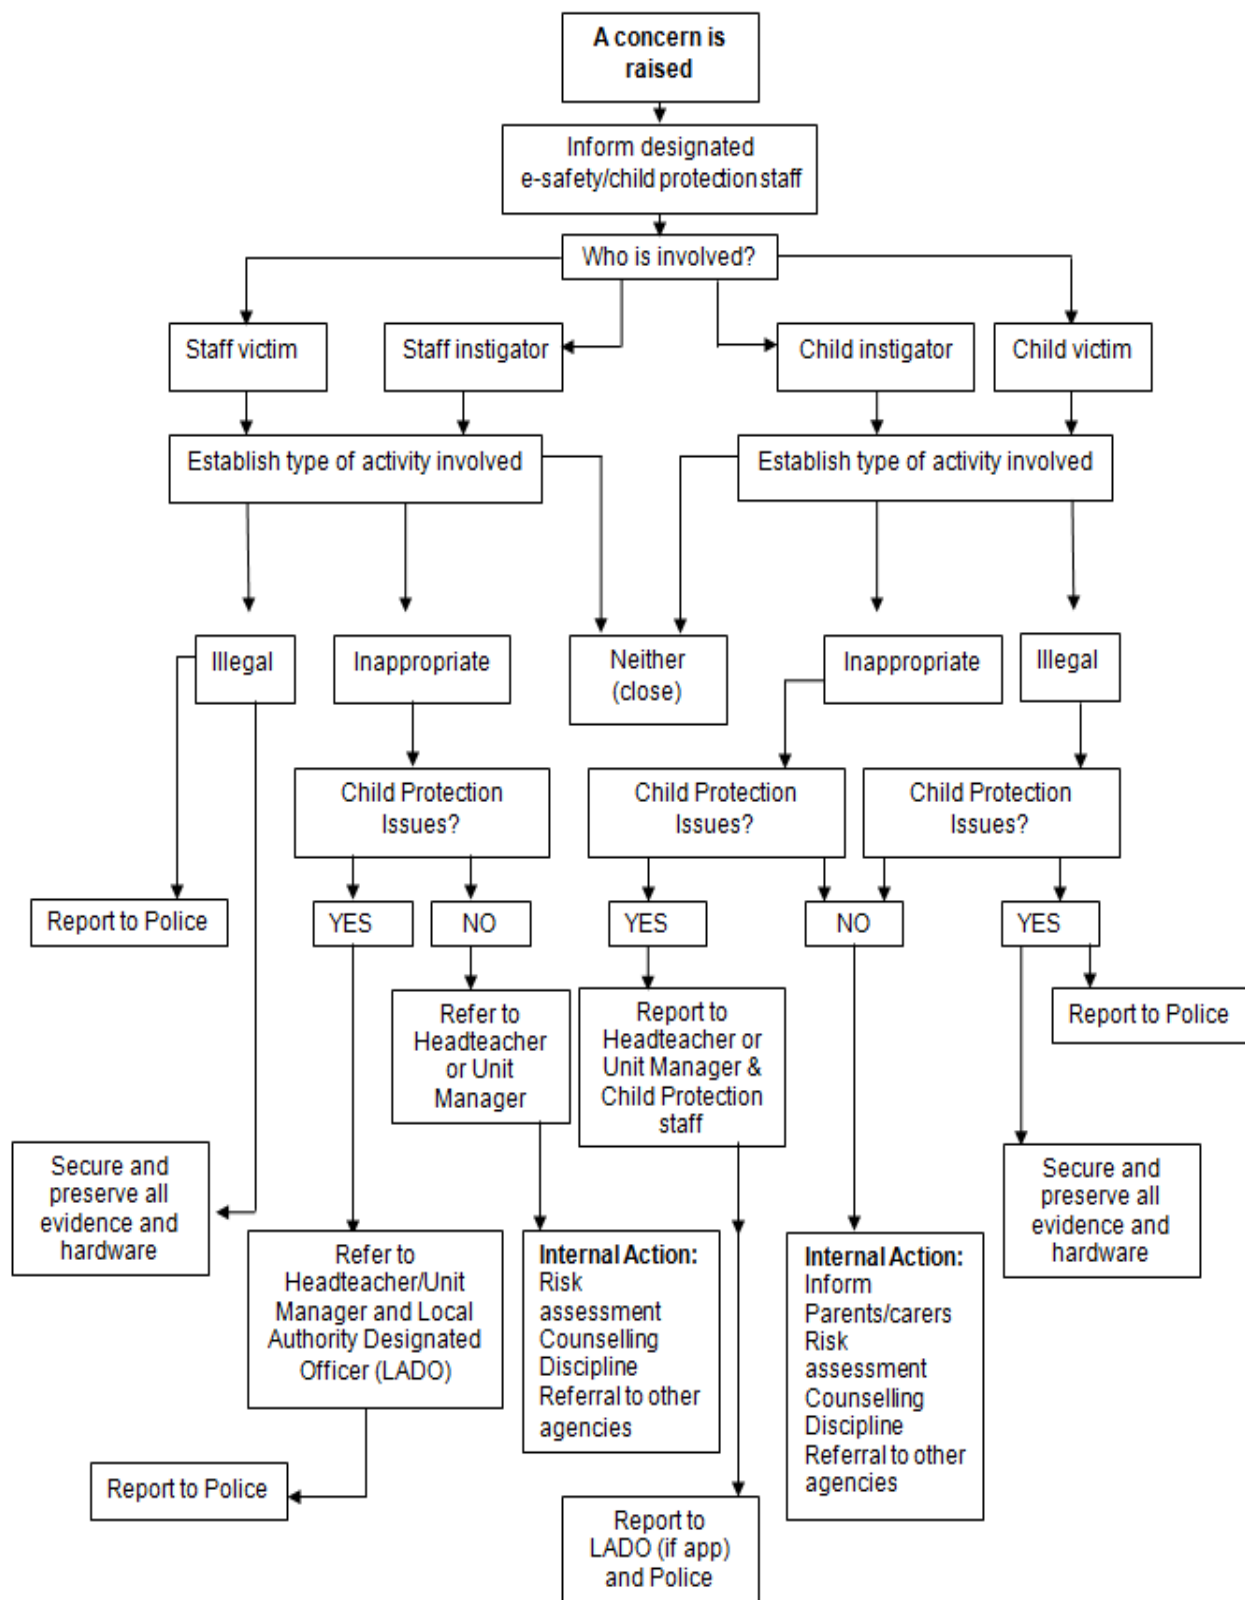 A concern is
raised
Inform designated
e-safety/child protection staff
Who is involved?
Staff victim
Staff instigator
Child instigator
Child victim
Establish type of activity involved
Establish type of activity involved
Illegal
Inappropriate
Neither
(close)
Inappropriate
Illegal
Child Protection
Issues?
Child Protection
Issues?
Child Protection
Issues?
Report to Police
YES
NO
YES
NO
YES
Refer to
Headteacher
or Unit
Manager
Report to
Headteacher or
Unit Manager &
Child Protection
staff
Report to Police
Secure and
preserve all
evidence and
hardware
Secure and
preserve all
evidence and
hardware
Refer to
Headteacher/Unit
Manager and Local
Authority Designated
Officer (LADO)
Internal Action:
Risk
assessment
Counselling
Discipline
Referral to other
agencies
Internal Action:
Inform
Parents/carers
Risk
assessment
Counselling
Discipline
Referral to other
agencies
Report to Police
Report to
LADO (if app)
and Police